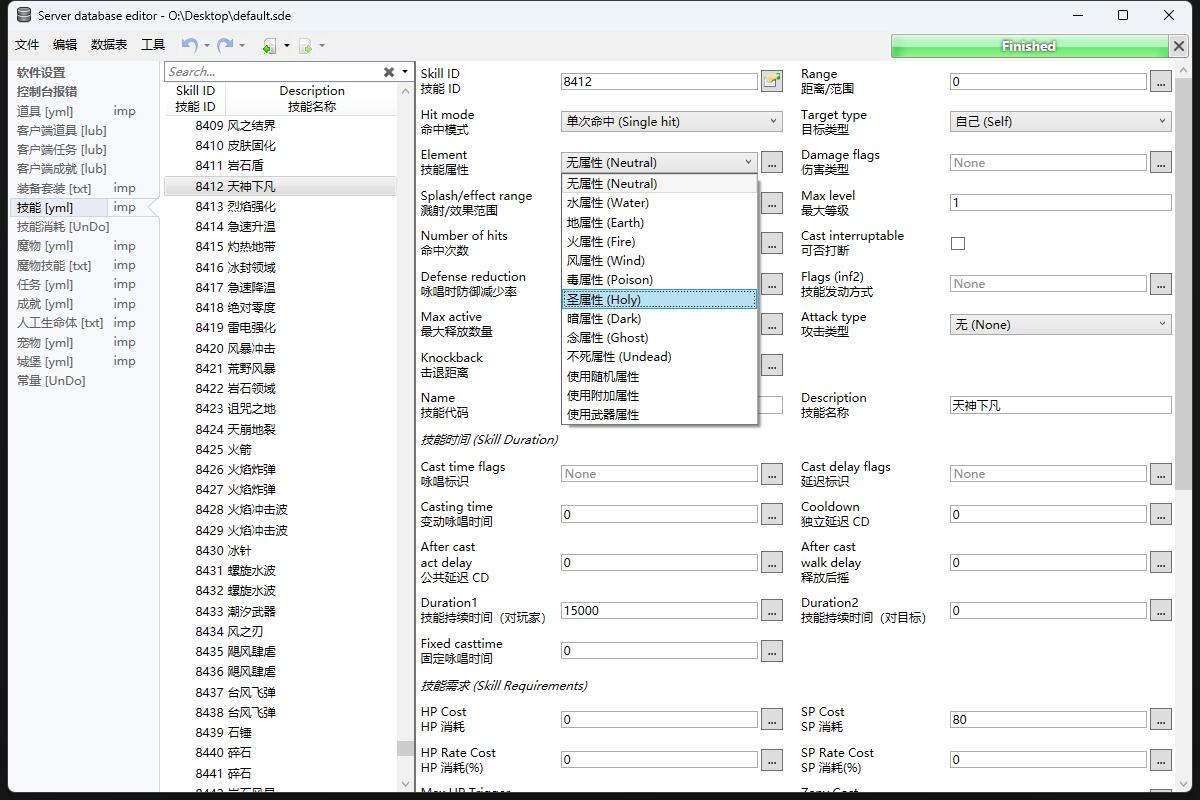 Server database editor - O:\Desktop\default.sde
文件 编辑 数据表 工具
Finished
软件设置
控制台报错
道具 [yml] imp
客户端道具 [lub]
客户端任务 [lub]
客户端成就 [lub]
装备套装 [txt] imp
技能 [yml] imp
技能消耗 [UnDo]
魔物 [yml] imp
魔物技能 [txt] imp
任务 [yml] imp
成就 [yml] imp
人工生命体 [txt] imp
宠物 [yml] imp
城堡 [yml] imp
常量 [UnDo]
Search...
Skill ID Description
技能 ID 技能名称
8409 风之结界
8410 皮肤固化
8411 岩石盾
8412 天神下凡
8413 烈焰强化
8414 急速升温
8415 灼热地带
8416 冰封领域
8417 急速降温
8418 绝对零度
8419 雷电强化
8420 风暴冲击
8421 荒野风暴
8422 岩石领域
8423 诅咒之地
8424 天崩地裂
8425 火箭
8426 火焰炸弹
8427 火焰炸弹
8428 火焰冲击波
8429 火焰冲击波
8430 冰针
8431 螺旋水波
8432 螺旋水波
8433 潮汐武器
8434 风之刃
8435 飓风肆虐
8436 飓风肆虐
8437 台风飞弹
8438 台风飞弹
8439 石锤
8440 碎石
8441 碎石
8442 岩石风暴
Skill ID
技能 ID
8412
Range
距离/范围
0
...
Hit mode
命中模式
单次命中 (Single hit)
Target type
目标类型
自己 (Self)
Element
技能属性
无属性 (Neutral)
...
Damage flags
伤害类型
None
...
无属性 (Neutral)
水属性 (Water)
地属性 (Earth)
火属性 (Fire)
风属性 (Wind)
毒属性 (Poison)
圣属性 (Holy)
暗属性 (Dark)
念属性 (Ghost)
不死属性 (Undead)
使用随机属性
使用附加属性
使用武器属性
Splash/effect range
溅射/效果范围
...
Max level
最大等级
1
Number of hits
命中次数
...
Cast interruptable
可否打断
Defense reduction
咏唱时防御减少率
...
Flags (inf2)
技能发动方式
None
...
Max active
最大释放数量
...
Attack type
攻击类型
无 (None)
Knockback
击退距离
...
Name
技能代码
Description
技能名称
天神下凡
技能时间 (Skill Duration)
Cast time flags
咏唱标识
None
...
Cast delay flags
延迟标识
None
...
Casting time
变动咏唱时间
0
...
Cooldown
独立延迟 CD
0
...
After cast
act delay
公共延迟 CD
0
...
After cast
walk delay
释放后摇
0
...
Duration1
技能持续时间（对玩家）
15000
...
Duration2
技能持续时间（对目标）
0
...
Fixed casttime
固定咏唱时间
0
...
技能需求 (Skill Requirements)
HP Cost
HP 消耗
0
...
SP Cost
SP 消耗
80
...
HP Rate Cost
HP 消耗(%)
0
...
SP Rate Cost
SP 消耗(%)
0
...
Max HP Trigger
Zeny Cost